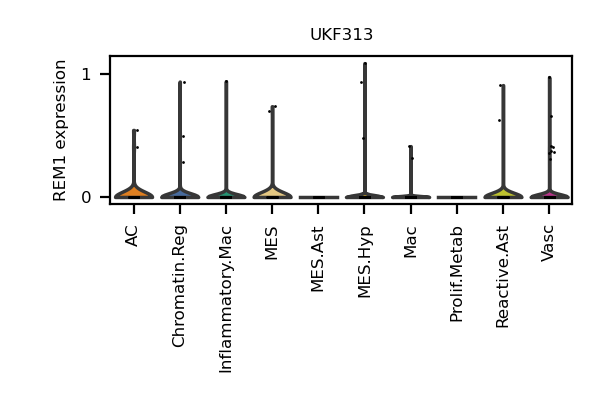 UKF313
REM1 expression
1
0
AC
Chromatin.Reg
Inflammatory.Mac
MES
MES.Ast
MES.Hyp
Mac
Prolif.Metab
Reactive.Ast
Vasc